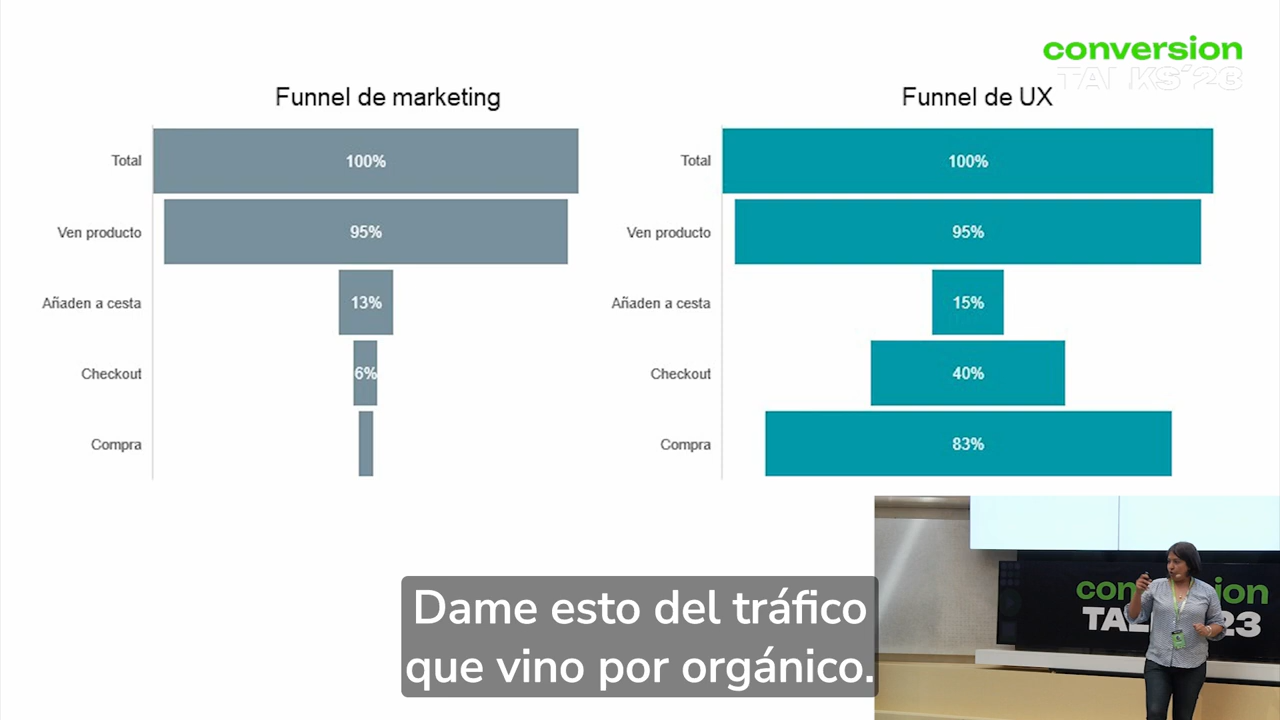 conversion
TALKS'23
Funnel de marketing
Total
100%
Ven producto
95%
Añaden a cesta
13%
Checkout
6%
Compra
Funnel de UX
Total
100%
Ven producto
95%
Añaden a cesta
15%
Checkout
40%
Compra
83%
Dame esto del tráfico
que vino por orgánico.